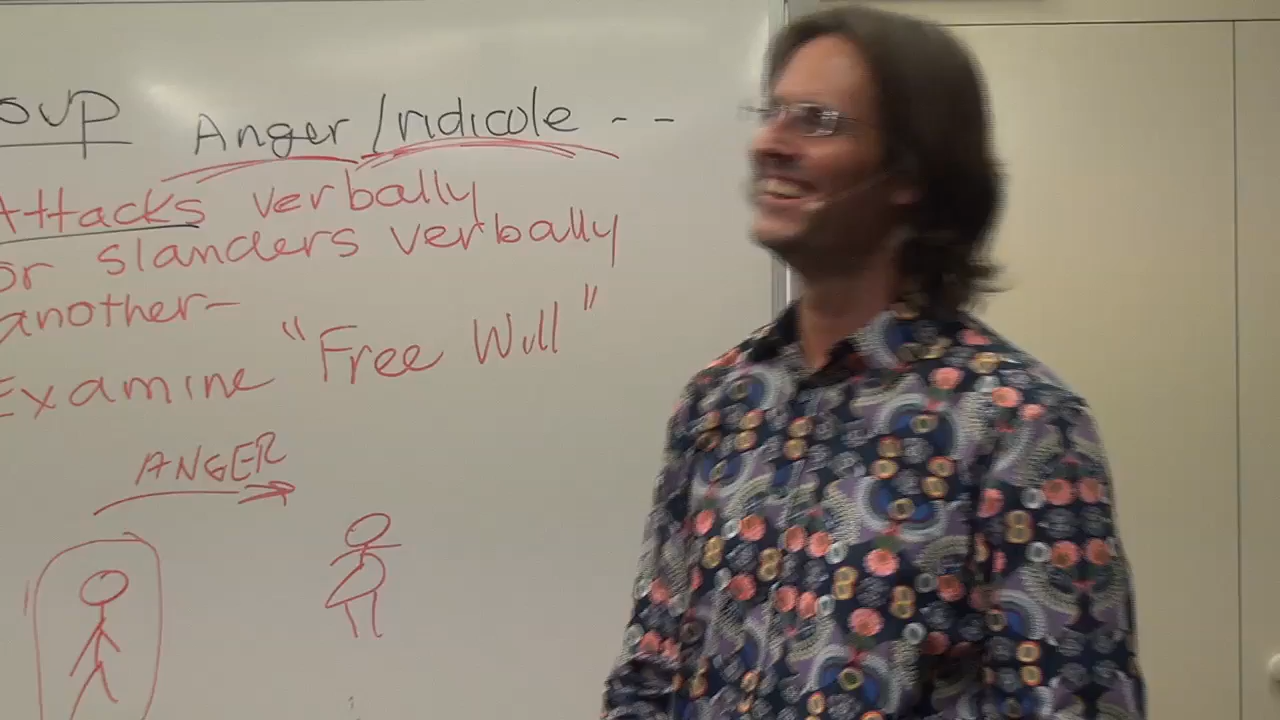 oup Anger/ridicule --
Attacks verbally
or slanders verbally
another-
Examine "Free Will"
ANGER